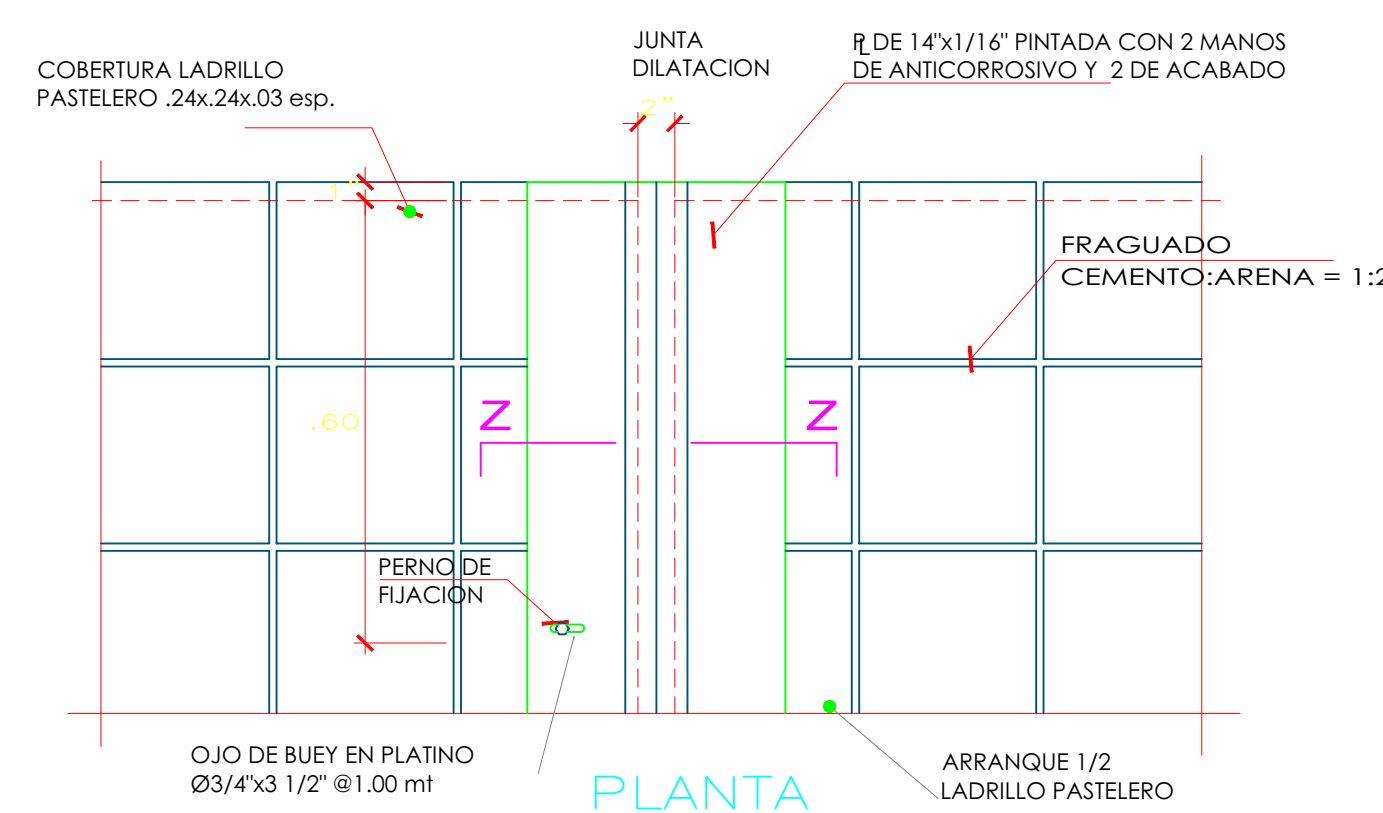 JUNTA
DILATACION
PL DE 14"x1/16" PINTADA CON 2 MANOS
DE ANTICORROSIVO Y 2 DE ACABADO
COBERTURA LADRILLO
PASTELERO .24x.24x.03 esp.
2"
1"
FRAGUADO
CEMENTO:ARENA = 1:2
.60
Z
Z
PERNO DE
FIJACION
OJO DE BUEY EN PLATINO
Ø3/4"x3 1/2" @1.00 mt
ARRANQUE 1/2
LADRILLO PASTELERO
PLANTA